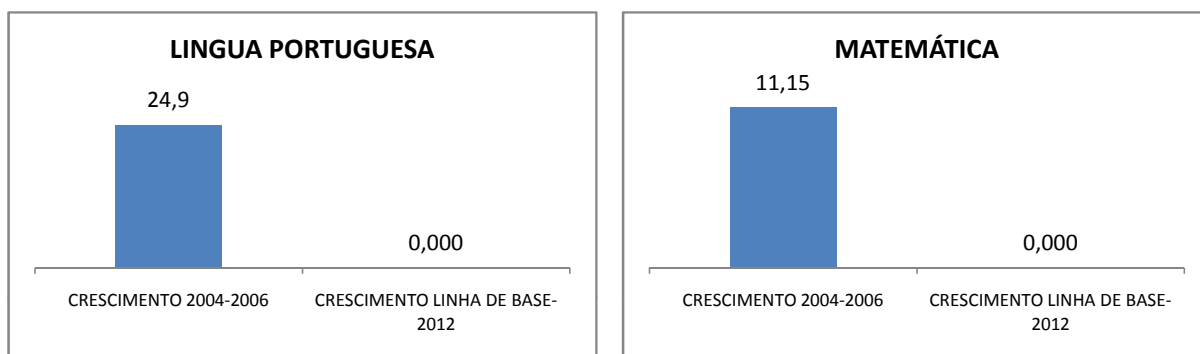 LINGUA PORTUGUESA
24,9
0,000
CRESCIMENTO 2004-2006
CRESCIMENTO LINHA DE BASE-
2012
MATEMÁTICA
11,15
0,000
CRESCIMENTO 2004-2006
CRESCIMENTO LINHA DE BASE-
2012